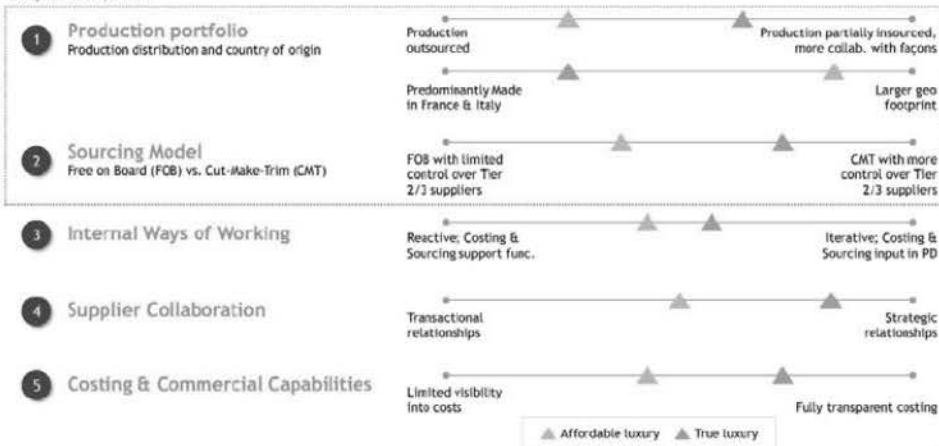 1
Production portfolio
Production distribution and country of origin
Production
outsourced
Production partially insourced,
more collab. with façons
Predominantly Made
in France & Italy
Larger geo
footprint
2
Sourcing Model
Free on Board (FOB) vs. Cut-Make-Trim (CMT)
FOB with limited
control over Tier
2/3 suppliers
CMT with more
control over Tier
2/3 suppliers
3
Internal Ways of Working
Reactive; Costing &
Sourcing support func.
Iterative; Costing &
Sourcing input in PD
4
Supplier Collaboration
Transactional
relationships
Strategic
relationships
5
Costing & Commercial Capabilities
Limited visibility
into costs
Fully transparent costing
Affordable luxury
True luxury